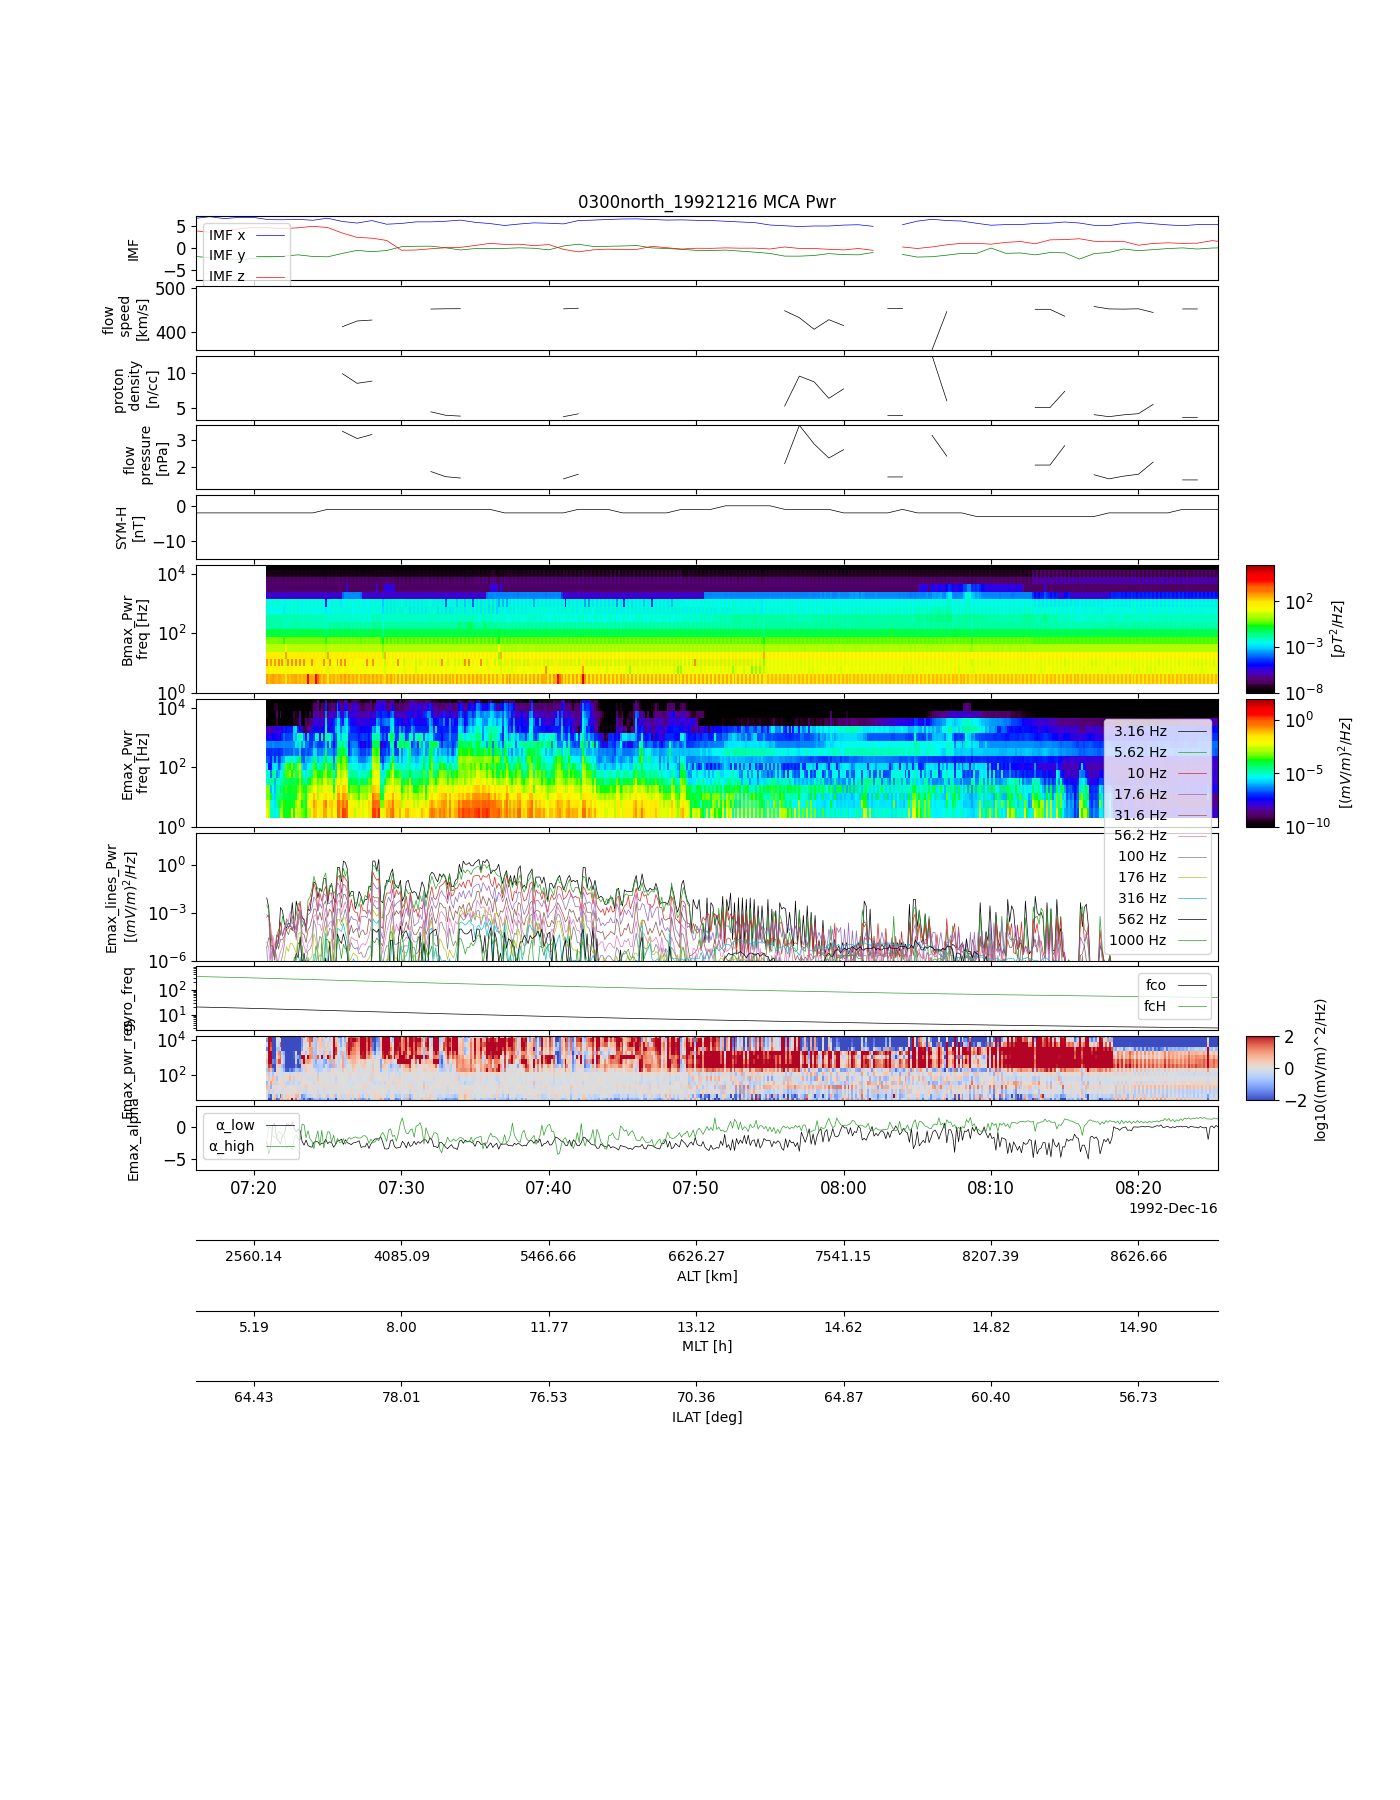 0300north_19921216 MCA Pwr
IMF
5
0
−5
IMF x
IMF y
IMF z
flow
speed
[km/s]
500
400
proton
density
[n/cc]
10
5
flow
pressure
[nPa]
3
2
SYM-H
[nT]
0
−10
Bmax_Pwr
freq [Hz]
10^4
10^2
10^0
10^2
10^−3
10^−8
[pT^2/Hz]
Emax_Pwr
freq [Hz]
10^4
10^2
10^0
10^0
10^−5
10^−10
[(mV/m)^2/Hz]
3.16 Hz
5.62 Hz
10 Hz
17.6 Hz
31.6 Hz
56.2 Hz
100 Hz
176 Hz
316 Hz
562 Hz
1000 Hz
Emax_lines_Pwr
[(mV/m)^2/Hz]
10^0
10^−3
10^−6
gyro_freq
10^2
10^1
fco
fcH
Emax_pwr_reg
10^4
10^2
2
0
−2
log10((mV/m)^2/Hz)
Emax_alpha
0
−5
α_low
α_high
07:20 07:30 07:40 07:50 08:00 08:10 08:20
1992-Dec-16
2560.14 4085.09 5466.66 6626.27 7541.15 8207.39 8626.66
ALT [km]
5.19 8.00 11.77 13.12 14.62 14.82 14.90
MLT [h]
64.43 78.01 76.53 70.36 64.87 60.40 56.73
ILAT [deg]